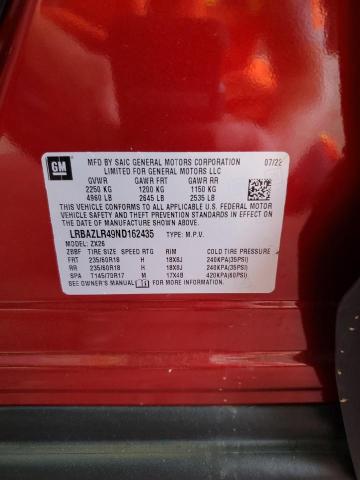 GM
MFD BY SAIC GENERAL MOTORS CORPORATION 07/22
LIMITED FOR GENERAL MOTORS LLC
GVWR GAWR FRT GAWR RR
2250 KG 1200 KG 1150 KG
4960 LB 2645 LB 2535 LB
THIS VEHICLE CONFORMS TO ALL APPLICABLE U.S. FEDERAL
MOTOR VEHICLE SAFETY, BUMPER, AND THEFT
PREVENTION STANDARDS IN EFFECT ON THE
DATE OF MANUFACTURE SHOWN ABOVE.
LRBAZLR49ND162435 TYPE: M.P.V.
MODEL: ZX26
ZBBF TIRE SIZE SPEED RTG RIM COLD TIRE PRESSURE
FRT 235/60R18 H 18X8J 240KPA(35PSI)
RR 235/60R18 H 18X8J 240KPA(35PSI)
SPA T145/70R17 M 17X4B 420KPA(60PSI)
SEE OWNER'S MANUAL FOR ADDITIONAL INFORMATION.